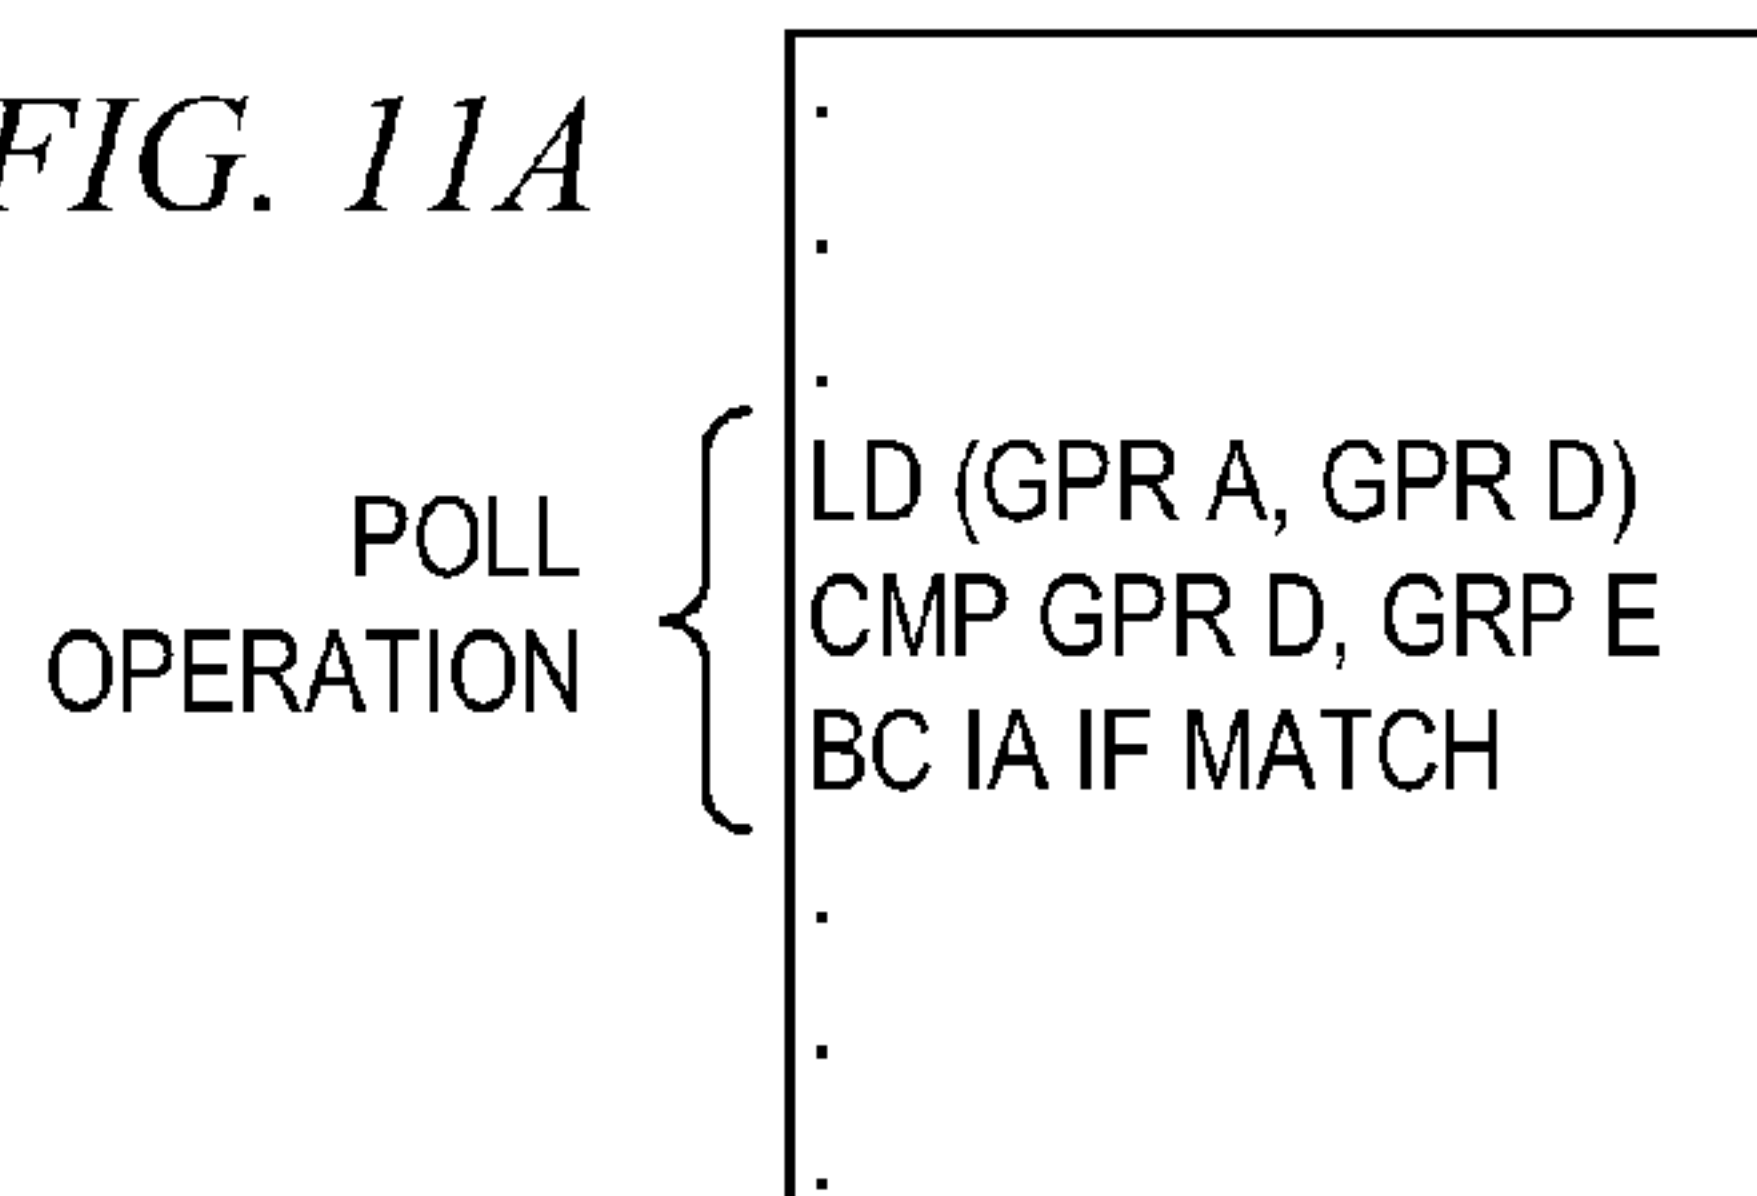 FIG. 11A
.
.
.
POLL
OPERATION
LD (GPR A, GPR D)
CMP GPR D, GRP E
BC IA IF MATCH
.
.
.